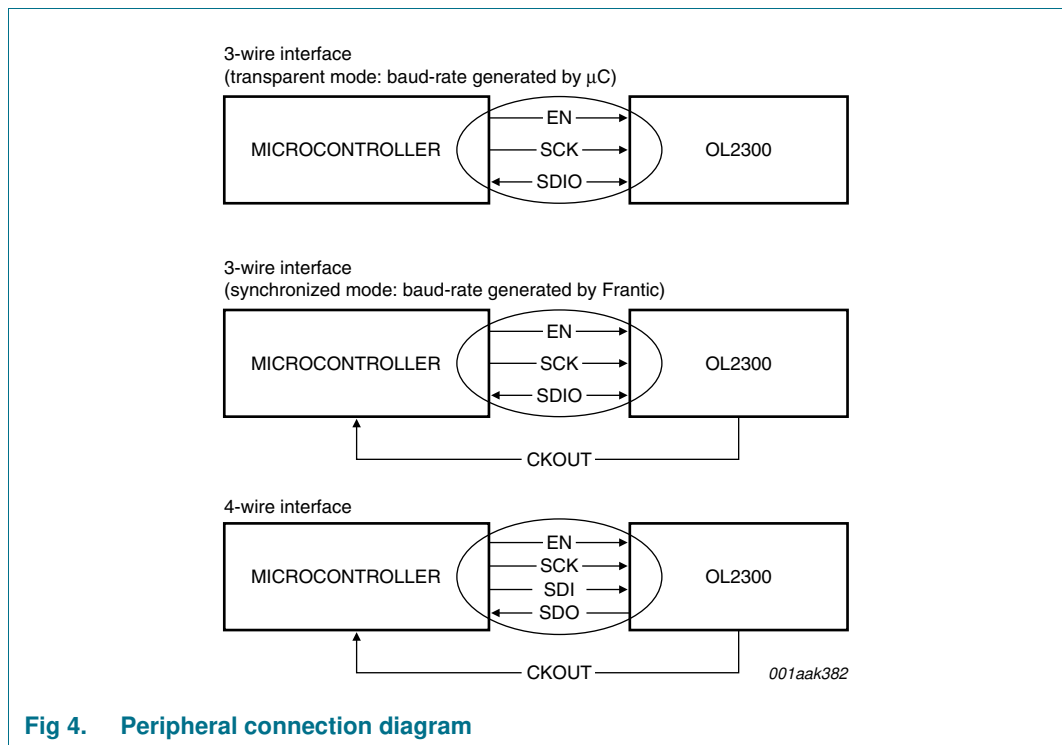 3-wire interface
(transparent mode: baud-rate generated by μC)
MICROCONTROLLER
EN
SCK
SDIO
OL2300
3-wire interface
(synchronized mode: baud-rate generated by Frantic)
MICROCONTROLLER
EN
SCK
SDIO
OL2300
CKOUT
4-wire interface
MICROCONTROLLER
EN
SCK
SDI
SDO
OL2300
CKOUT
001aak382
Fig 4. Peripheral connection diagram